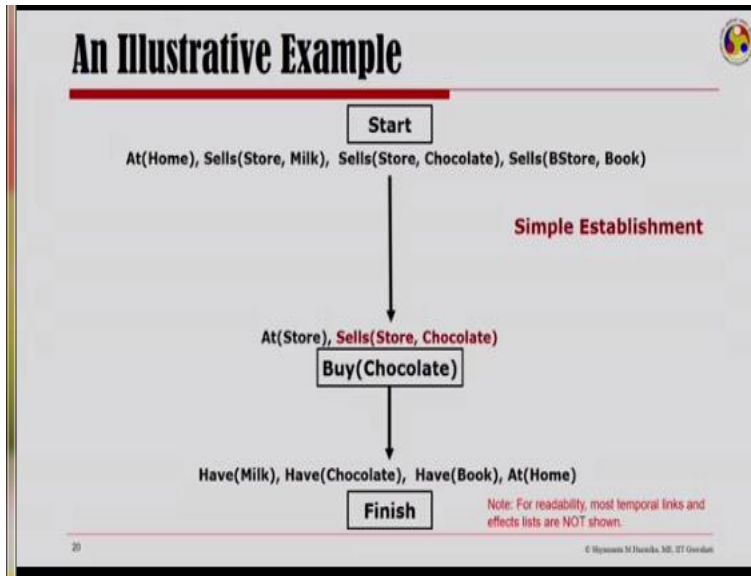 An Illustrative Example
Start
At(Home), Sells(Store, Milk), Sells(Store, Chocolate), Sells(BStore, Book)
Simple Establishment
At(Store), Sells(Store, Chocolate)
Buy(Chocolate)
Have(Milk), Have(Chocolate), Have(Book), At(Home)
Finish
Note: For readability, most temporal links and
effects lists are NOT shown.
20